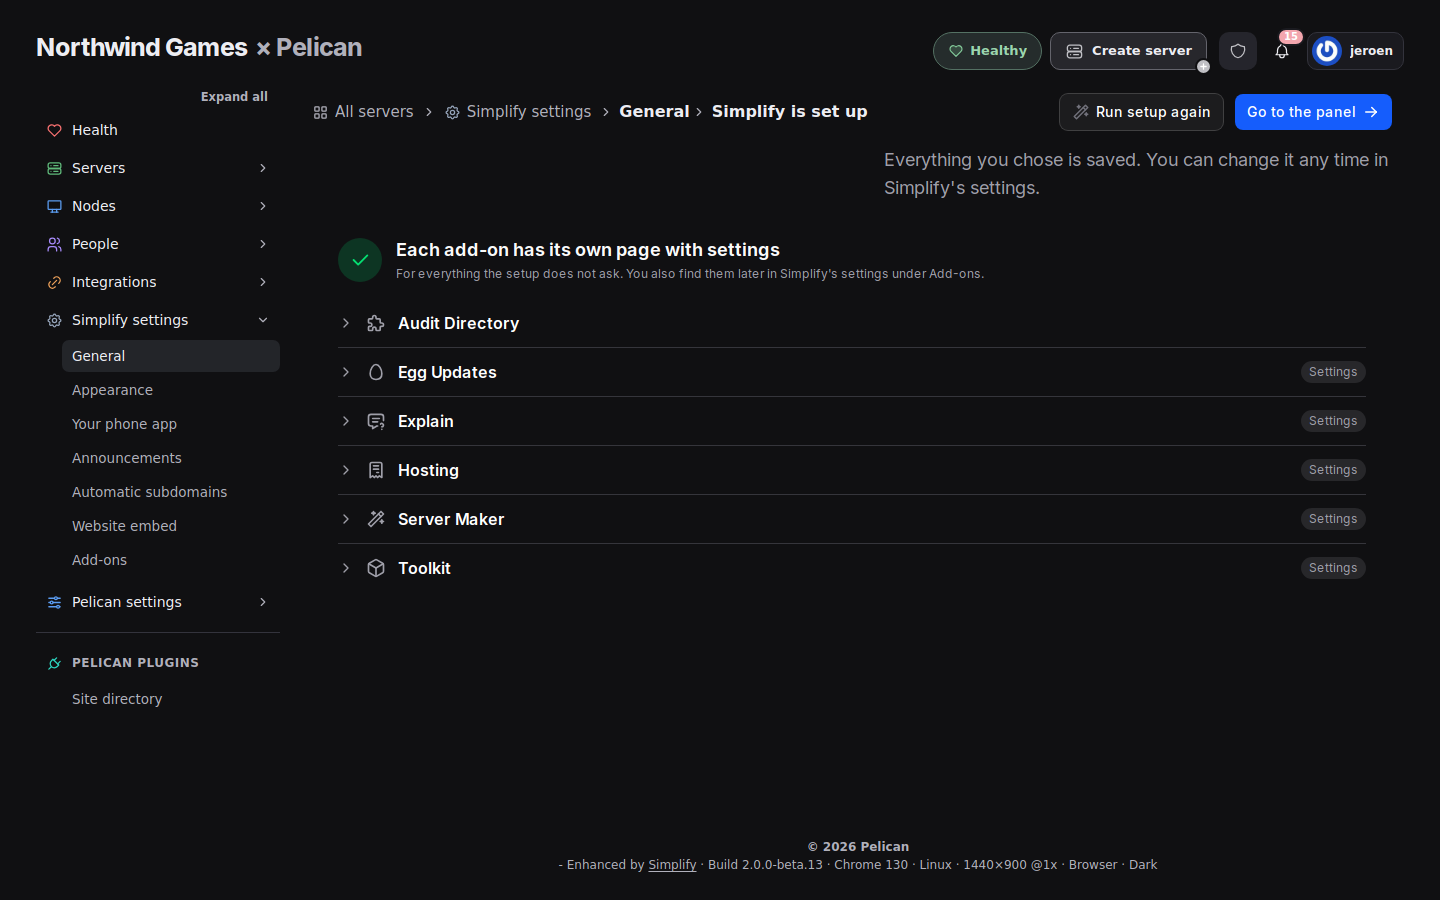 Northwind Games × Pelican
Healthy
Create server
15
jeroen
Expand all
Health
Servers
Nodes
People
Integrations
Simplify settings
General
Appearance
Your phone app
Announcements
Automatic subdomains
Website embed
Add-ons
Pelican settings
PELICAN PLUGINS
Site directory
All servers > Simplify settings > General > Simplify is set up
Run setup again
Go to the panel →
Everything you chose is saved. You can change it any time in
Simplify's settings.
Each add-on has its own page with settings
For everything the setup does not ask. You also find them later in Simplify's settings under Add-ons.
Audit Directory
Egg Updates Settings
Explain Settings
Hosting Settings
Server Maker Settings
Toolkit Settings
© 2026 Pelican
- Enhanced by Simplify · Build 2.0.0-beta.13 · Chrome 130 · Linux · 1440×900 @1x · Browser · Dark